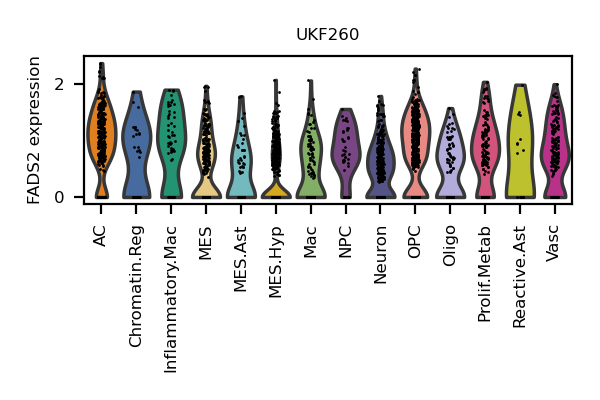 UKF260
FADS2 expression
2
0
AC
Chromatin.Reg
Inflammatory.Mac
MES
MES.Ast
MES.Hyp
Mac
NPC
Neuron
OPC
Oligo
Prolif.Metab
Reactive.Ast
Vasc